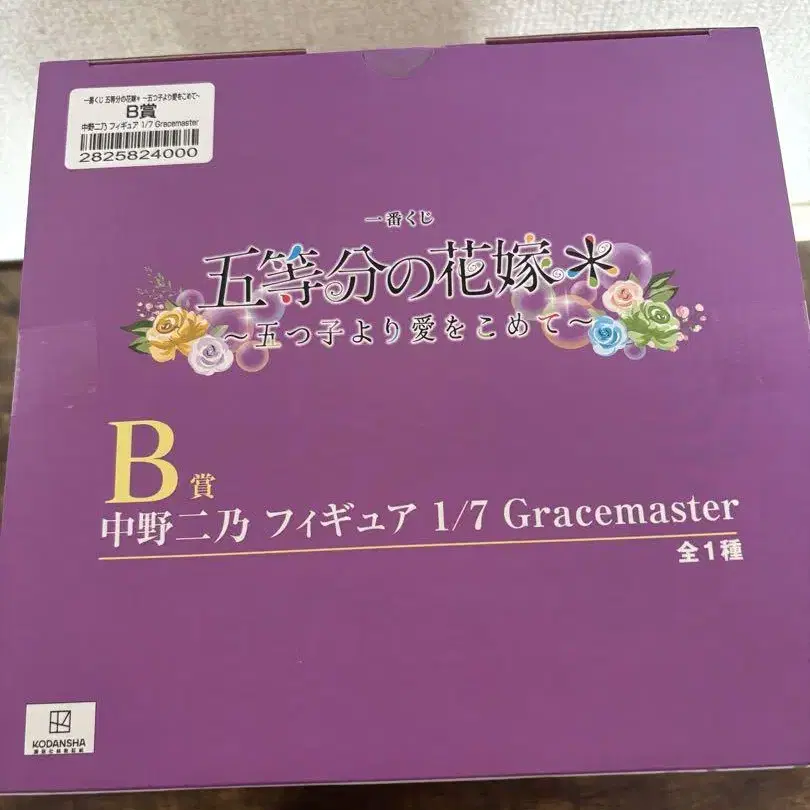 一番くじ 五等分の花嫁＊ ～五つ子より愛をこめて～
B賞
中野二乃 フィギュア 1/7 Gracemaster
2825824000
一番くじ
五等分の花嫁＊
～五つ子より愛をこめて～
B賞
中野二乃 フィギュア 1/7 Gracemaster
全1種
KODANSHA